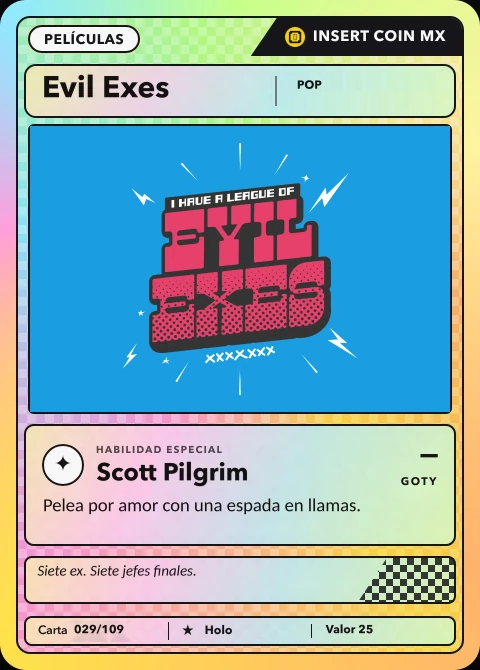 PELÍCULAS
INSERT COIN MX
Evil Exes
POP
I HAVE A LEAGUE OF
EVIL
EXES
XXXXXXX
HABILIDAD ESPECIAL
Scott Pilgrim
—
GOTY
Pelea por amor con una espada en llamas.
Siete ex. Siete jefes finales.
Carta 029/109
★ Holo
Valor 25